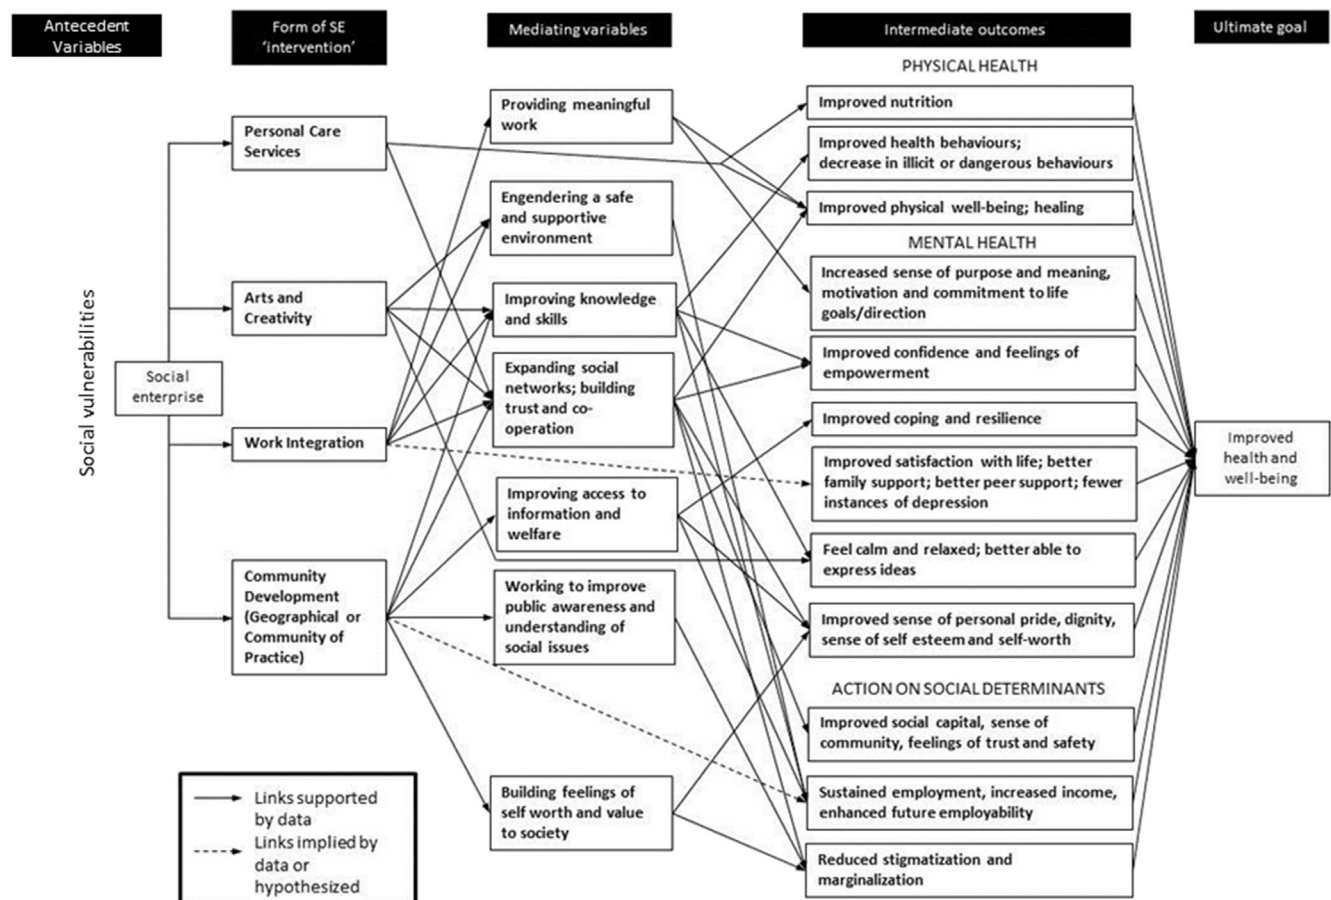 Antecedent
Variables
Form of SE
‘intervention’
Mediating variables
Intermediate outcomes
Ultimate goal
Social vulnerabilities
Social
enterprise
Personal Care
Services
Arts and
Creativity
Work Integration
Community
Development
(Geographical or
Community of
Practice)
Providing meaningful
work
Engendering a safe
and supportive
environment
Improving knowledge
and skills
Expanding social
networks; building
trust and co-
operation
Improving access to
information and
welfare
Working to improve
public awareness and
understanding of
social issues
Building feelings of
self worth and value
to society
PHYSICAL HEALTH
Improved nutrition
Improved health behaviours;
decrease in illicit or dangerous behaviours
Improved physical well-being; healing
MENTAL HEALTH
Increased sense of purpose and meaning,
motivation and commitment to life
goals/direction
Improved confidence and feelings of
empowerment
Improved coping and resilience
Improved satisfaction with life; better
family support; better peer support; fewer
instances of depression
Feel calm and relaxed; better able to
express ideas
Improved sense of personal pride, dignity,
sense of self esteem and self-worth
ACTION ON SOCIAL DETERMINANTS
Improved social capital, sense of
community, feelings of trust and safety
Sustained employment, increased income,
enhanced future employability
Reduced stigmatization and
marginalization
Improved
health and
well-being
Links supported
by data
Links implied by
data or
hypothesized